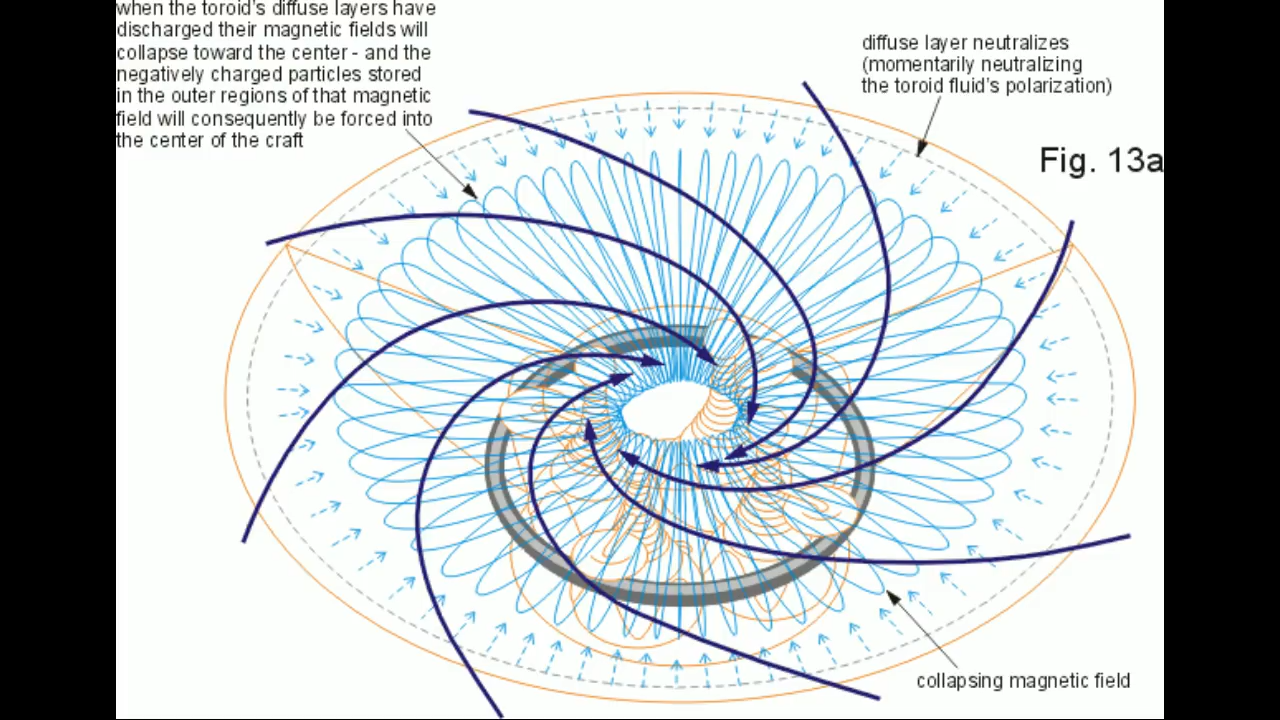 when the toroid's diffuse layers have
discharged their magnetic fields will
collapse toward the center - and the
negatively charged particles stored
in the outer regions of that magnetic
field will consequently be forced into
the center of the craft
diffuse layer neutralizes
(momentarily neutralizing
the toroid fluid's polarization)
Fig. 13a
collapsing magnetic field